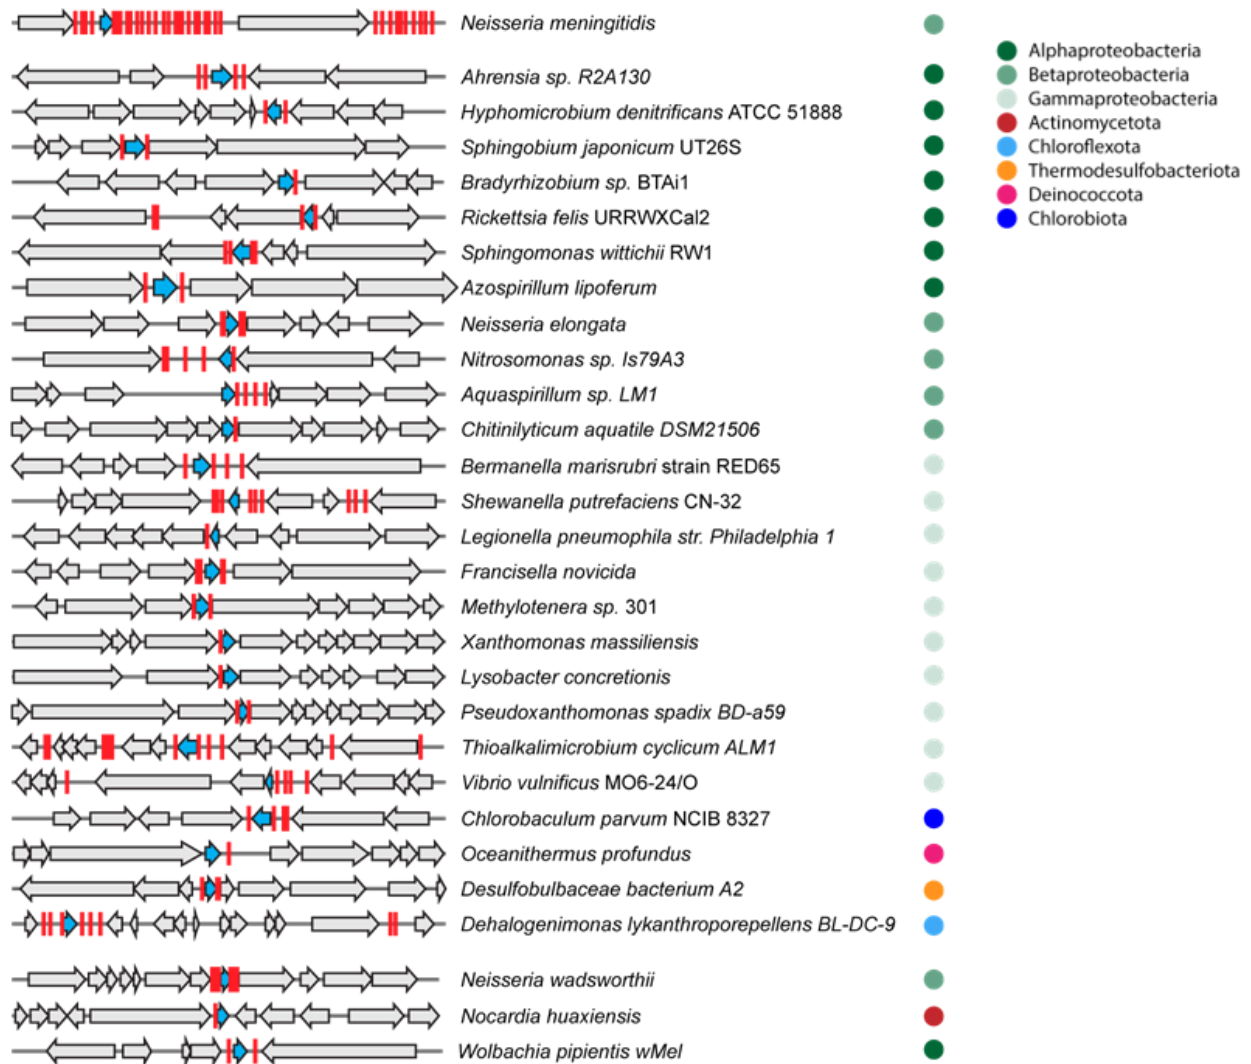 Neisseria meningitidis
Ahrensia sp. R2A130
Hyphomicrobium denitrificans ATCC 51888
Sphingobium japonicum UT26S
Bradyrhizobium sp. BTAi1
Rickettsia felis URRWXCal2
Sphingomonas wittichii RW1
Azospirillum lipoferum
Neisseria elongata
Nitrosomonas sp. Is79A3
Aquaspirillum sp. LM1
Chitinilyticum aquatile DSM21506
Bermanella marisrubri strain RED65
Shewanella putrefaciens CN-32
Legionella pneumophila str. Philadelphia 1
Francisella novicida
Methylotenera sp. 301
Xanthomonas massiliensis
Lysobacter concretionis
Pseudoxanthomonas spadix BD-a59
Thioalkalimicrobium cyclicum ALM1
Vibrio vulnificus MO6-24/O
Chlorobaculum parvum NCIB 8327
Oceanithermus profundus
Desulfobulbaceae bacterium A2
Dehalogenimonas lykanthroporepellens BL-DC-9
Neisseria wadsworthii
Nocardia huaxiensis
Wolbachia pipientis wMel
Alphaproteobacteria
Betaproteobacteria
Gammaproteobacteria
Actinomycetota
Chloroflexota
Thermodesulfobacteriota
Deinococcota
Chlorobiota